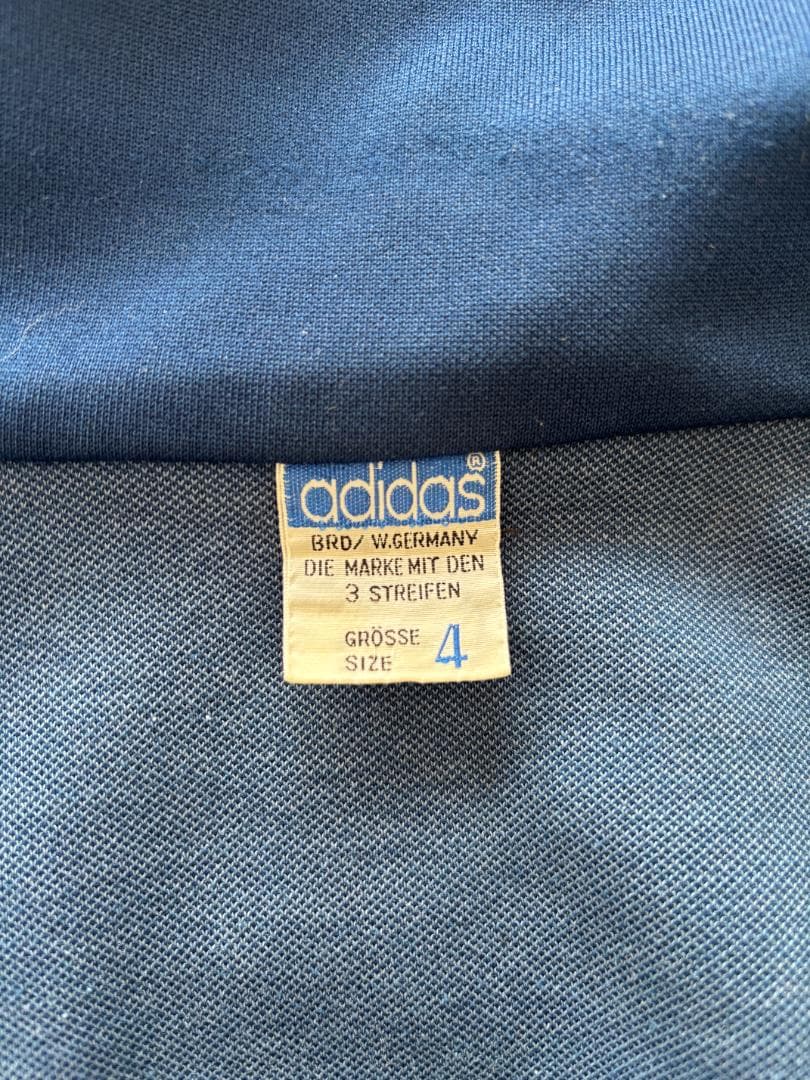 adidas®
BRD/ W.GERMANY
DIE MARKE MIT DEN
3 STREIFEN
GRÖSSE
SIZE 4